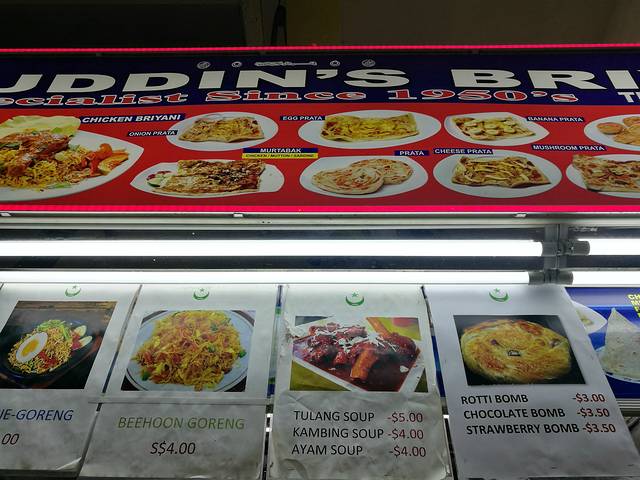 UDDIN'S BRI
ecialist Since 1950's T
CHICKEN BRIYANI
ONION PRATA
EGG PRATA
BANANA PRATA
MURTABAK
CHICKEN / MUTTON / SARDINE
PRATA
CHEESE PRATA
MUSHROOM PRATA
E-GORENG
00
BEEHOON GORENG
S$4.00
TULANG SOUP -$5.00
KAMBING SOUP -$4.00
AYAM SOUP -$4.00
ROTTI BOMB -$3.00
CHOCOLATE BOMB -$3.50
STRAWBERRY BOMB -$3.50